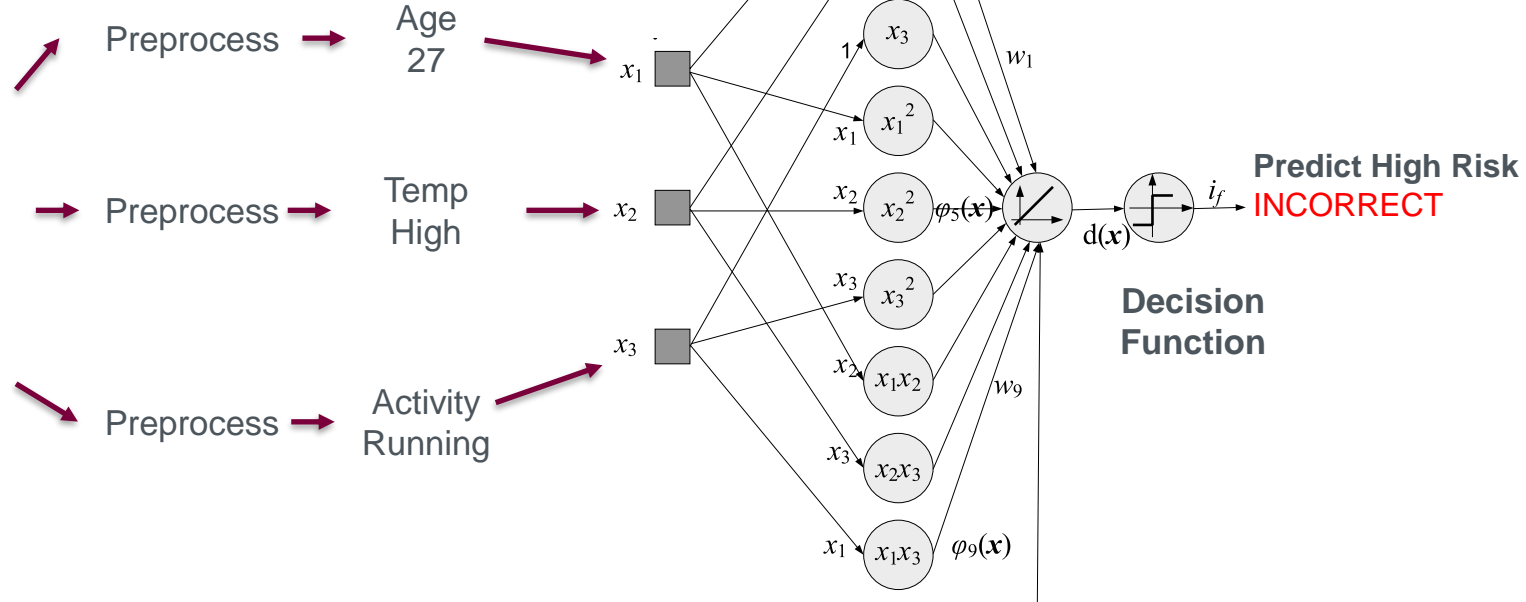 Preprocess
Age
27
Preprocess
Temp
High
Preprocess
Activity
Running
x₁
x₂
x₃
1
x₁
x₂
x₃
x₂
x₃
x₁
x₃
x₁²
x₂²
x₃²
x₁x₂
x₂x₃
x₁x₃
w₁
φ₅(x)
w₉
φ₉(x)
d(x)
i_f
Predict High Risk
INCORRECT
Decision
Function